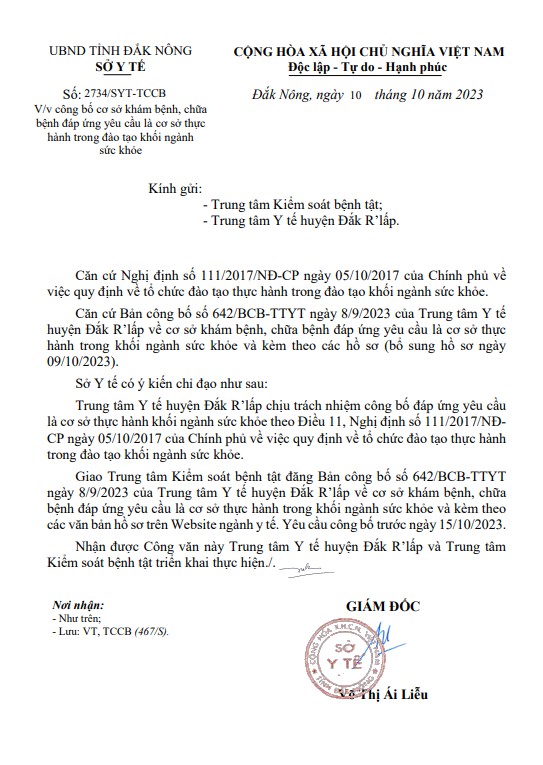 UBND TỈNH ĐẮK NÔNG
SỞ Y TẾ
CỘNG HÒA XÃ HỘI CHỦ NGHĨA VIỆT NAM
Độc lập - Tự do - Hạnh phúc
Số: 2734/SYT-TCCB
V/v công bố cơ sở khám bệnh, chữa
bệnh đáp ứng yêu cầu là cơ sở thực
hành trong đào tạo khối ngành
sức khỏe
Đắk Nông, ngày 10 tháng 10 năm 2023
Kính gửi:
- Trung tâm Kiểm soát bệnh tật;
- Trung tâm Y tế huyện Đắk R’lấp.
Căn cứ Nghị định số 111/2017/NĐ-CP ngày 05/10/2017 của Chính phủ về
việc quy định về tổ chức đào tạo thực hành trong đào tạo khối ngành sức khỏe.
Căn cứ Bản công bố số 642/BCB-TTYT ngày 8/9/2023 của Trung tâm Y tế
huyện Đắk R’lấp về cơ sở khám bệnh, chữa bệnh đáp ứng yêu cầu là cơ sở thực
hành trong khối ngành sức khỏe và kèm theo các hồ sơ (bổ sung hồ sơ ngày
09/10/2023).
Sở Y tế có ý kiến chỉ đạo như sau:
Trung tâm Y tế huyện Đắk R’lấp chịu trách nhiệm công bố đáp ứng yêu cầu
là cơ sở thực hành khối ngành sức khỏe theo Điều 11, Nghị định số 111/2017/NĐ-
CP ngày 05/10/2017 của Chính phủ về việc quy định về tổ chức đào tạo thực hành
trong đào tạo khối ngành sức khỏe.
Giao Trung tâm Kiểm soát bệnh tật đăng Bản công bố số 642/BCB-TTYT
ngày 8/9/2023 của Trung tâm Y tế huyện Đắk R’lấp về cơ sở khám bệnh, chữa
bệnh đáp ứng yêu cầu là cơ sở thực hành trong khối ngành sức khỏe và kèm theo
các văn bản hồ sơ trên Website ngành y tế. Yêu cầu công bố trước ngày 15/10/2023.
Nhận được Công văn này Trung tâm Y tế huyện Đắk R’lấp và Trung tâm
Kiểm soát bệnh tật triển khai thực hiện./.
Nơi nhận:
- Như trên;
- Lưu: VT, TCCB (467/S).
GIÁM ĐỐC
CỘNG HÒA X.H.C.N. VIỆT NAM
SỞ
Y TẾ
TỈNH ĐẮK NÔNG
Võ Thị Ái Liễu